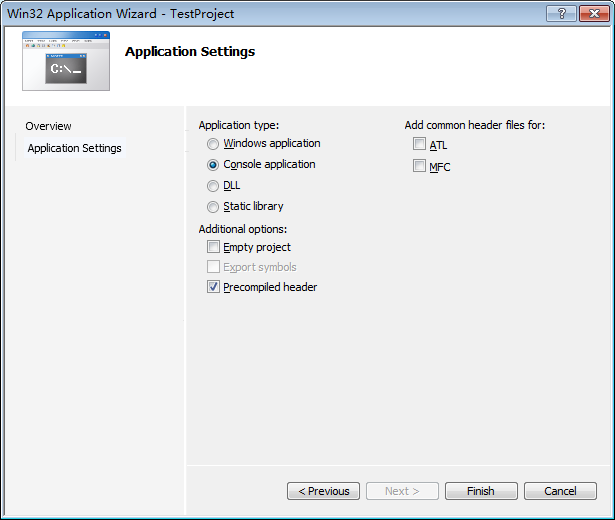 Win32 Application Wizard - TestProject
Application Settings
C:\_
Overview
Application Settings
Application type:
Windows application
Console application
DLL
Static library
Additional options:
Empty project
Export symbols
Precompiled header
Add common header files for:
ATL
MFC
< Previous
Next >
Finish
Cancel